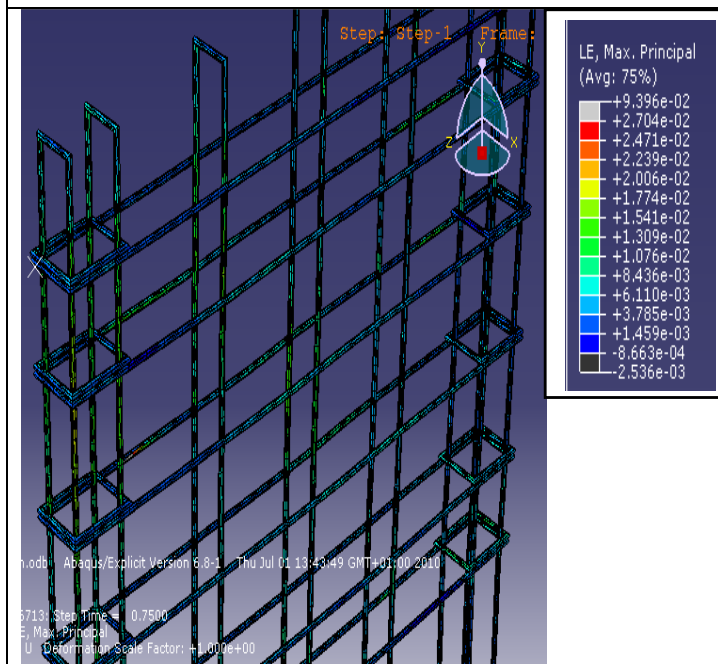 Step: Step-1 Frame:
Y
Z X
LE, Max. Principal
(Avg: 75%)
+9.396e-02
+2.704e-02
+2.471e-02
+2.239e-02
+2.006e-02
+1.774e-02
+1.541e-02
+1.309e-02
+1.076e-02
+8.436e-03
+6.110e-03
+3.785e-03
+1.459e-03
-8.663e-04
-2.536e-03
.odb Abaqus/Explicit Version 6.8-1 Thu Jul 01 13:43:49 GMT+01:00 2010
5713: Step Time = 0.7500
E, Max. Principal
U Deformation Scale Factor: +1.000e+00